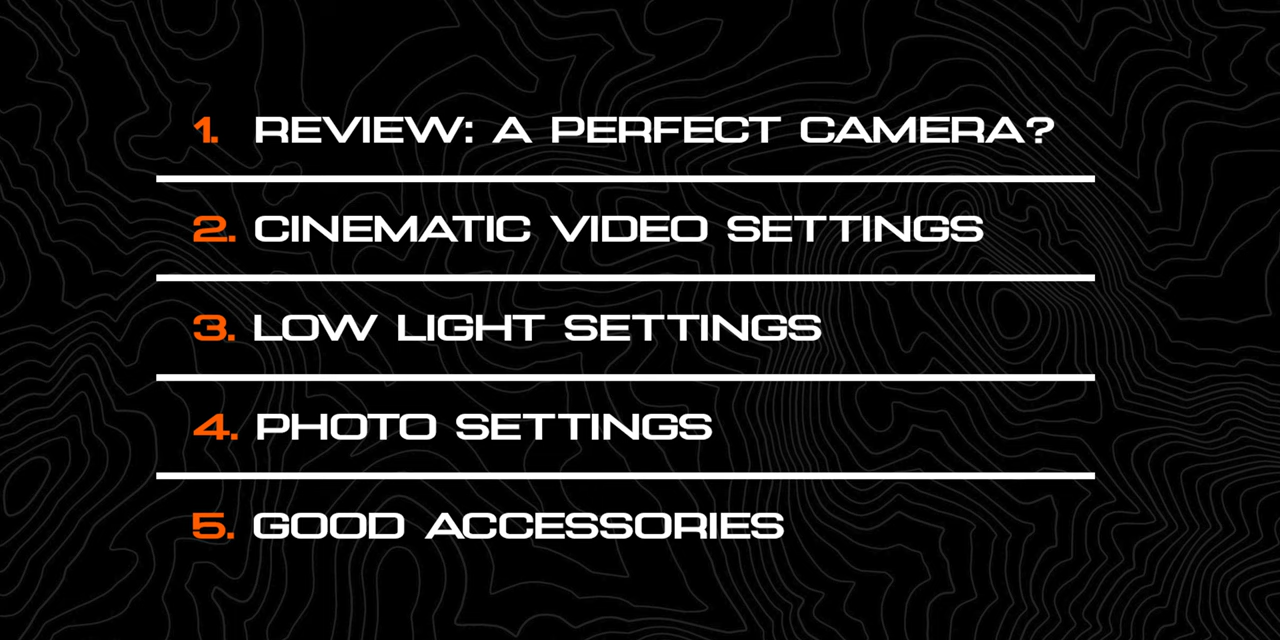 1. REVIEW: A PERFECT CAMERA?
2. CINEMATIC VIDEO SETTINGS
3. LOW LIGHT SETTINGS
4. PHOTO SETTINGS
5. GOOD ACCESSORIES